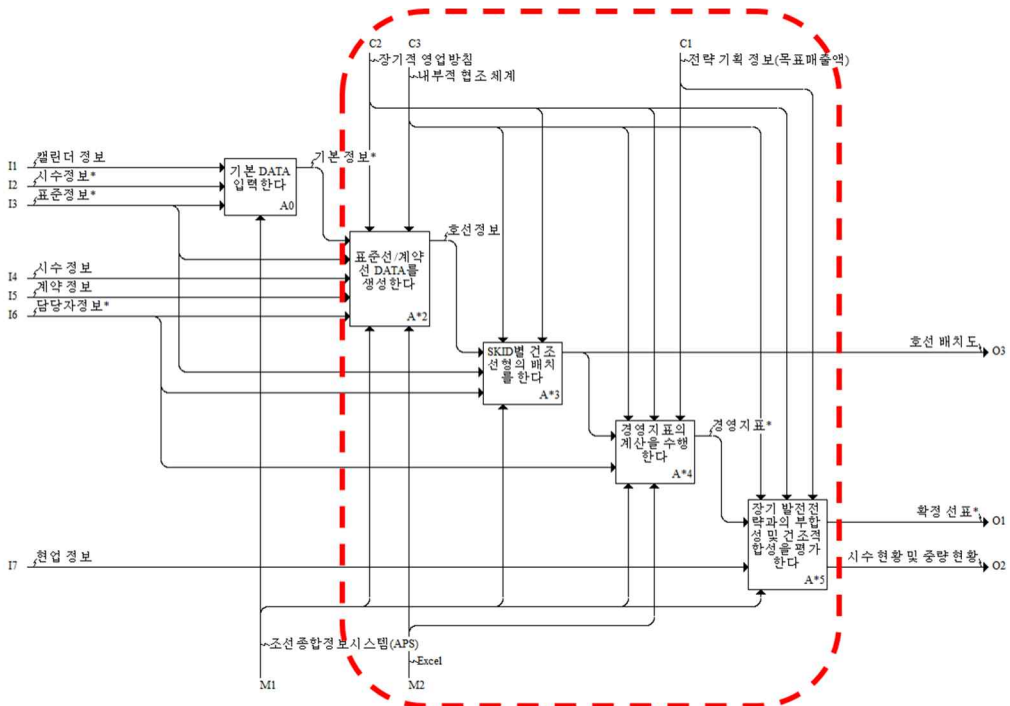 C2
C3
C1
장기적 영업방침
전략 기획 정보(목표매출액)
내부적 협조 체계
I1
캘린더 정보
I2
시수정보*
I3
표준정보*
기본 DATA
입력한다
A0
기본 정보*
호선정보
표준선/계약
선 DATA를
생성한다
A*2
I4
시수 정보
I5
계약 정보
I6
담당자정보*
SKID별 건조
선형의 배치
를 한다
A*3
호선 배치도
O3
경영지표의
계산을 수행
한다
A*4
경영지표*
장기 발전전
략과의 부합
성 및 건조적
합성을 평가
한다
A*5
확정 선표*
O1
시수 현황 및 중량 현황
O2
I7
현업 정보
조선종합정보시스템(APS)
Excel
M1
M2